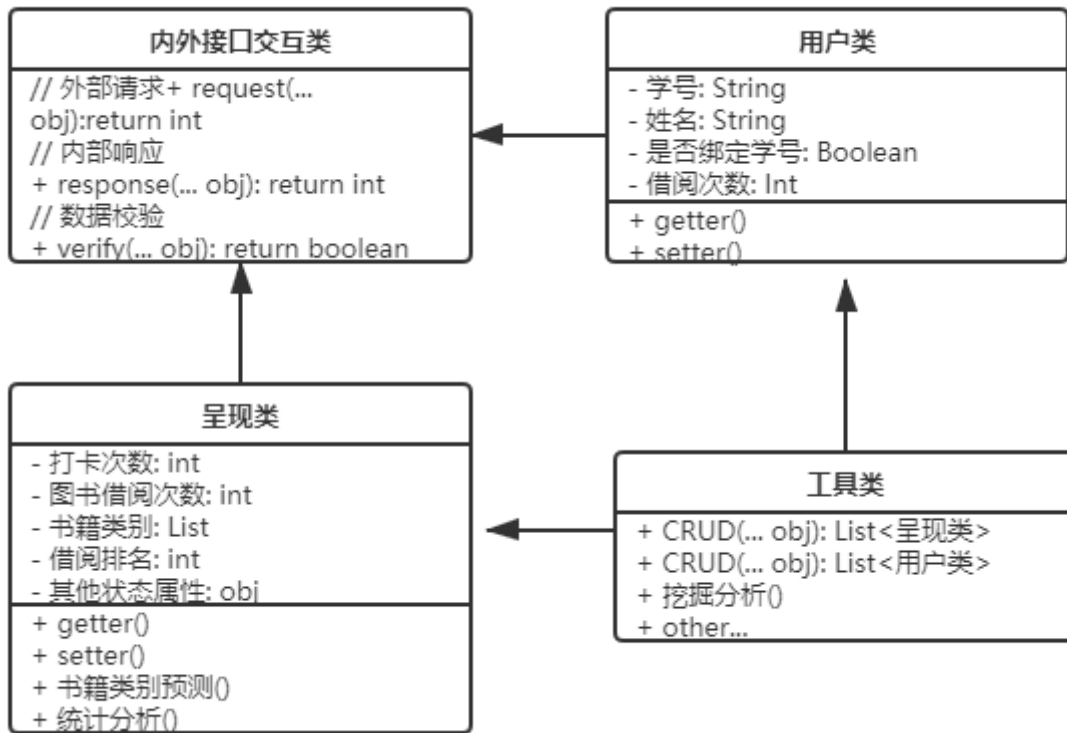 内外接口交互类
// 外部请求+ request(...
obj):return int
// 内部响应
+ response(... obj): return int
// 数据校验
+ verify(... obj): return boolean
用户类
- 学号: String
- 姓名: String
- 是否绑定学号: Boolean
- 借阅次数: Int
+ getter()
+ setter()
呈现类
- 打卡次数: int
- 图书借阅次数: int
- 书籍类别: List
- 借阅排名: int
- 其他状态属性: obj
+ getter()
+ setter()
+ 书籍类别预测()
+ 统计分析()
工具类
+ CRUD(... obj): List<呈现类>
+ CRUD(... obj): List<用户类>
+ 挖掘分析()
+ other...